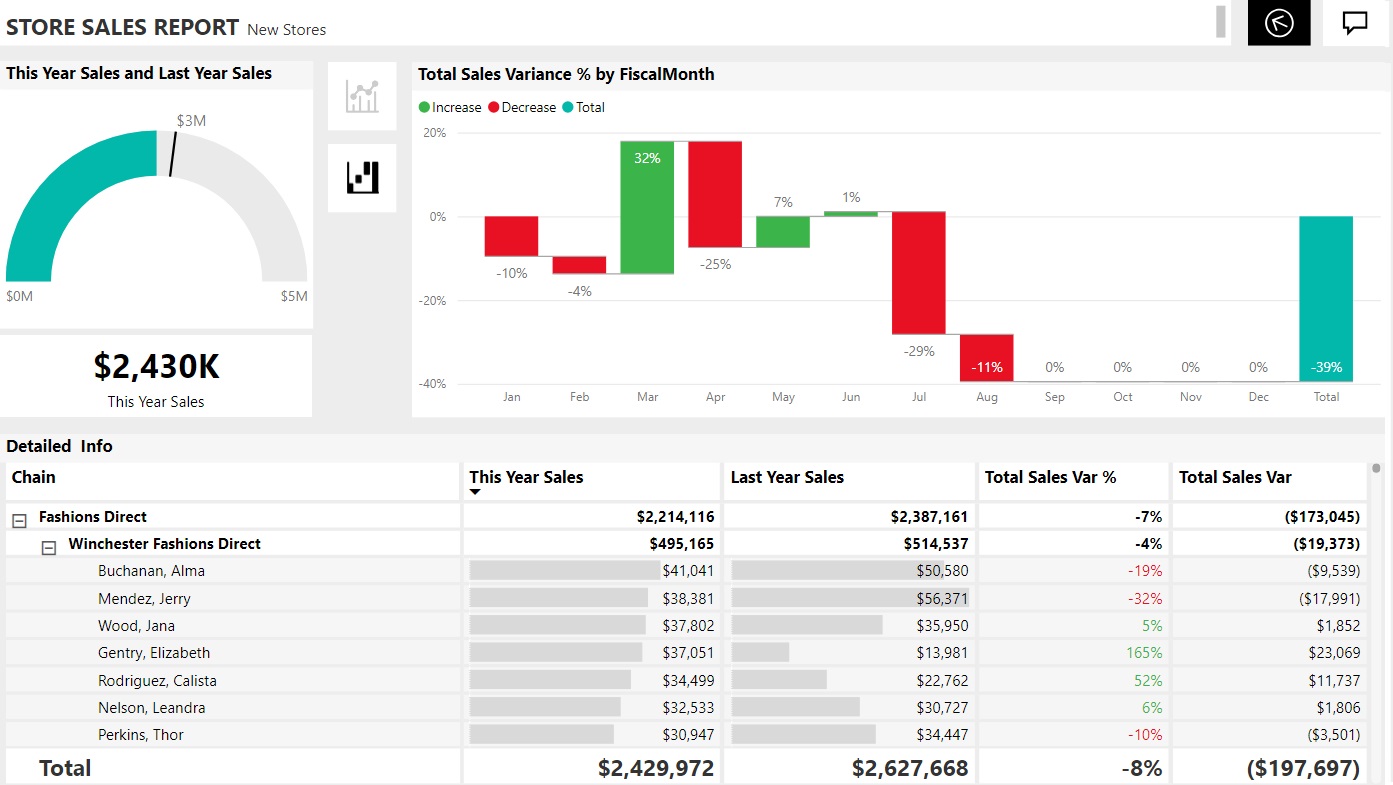 STORE SALES REPORT New Stores
This Year Sales and Last Year Sales
$3M
$0M
$5M
$2,430K
This Year Sales
Total Sales Variance % by FiscalMonth
Increase Decrease Total
20%
0%
-20%
-40%
-10%
-4%
32%
-25%
7%
1%
-29%
-11%
0%
0%
0%
0%
-39%
Jan Feb Mar Apr May Jun Jul Aug Sep Oct Nov Dec Total
Detailed Info
Chain This Year Sales Last Year Sales Total Sales Var % Total Sales Var
Fashions Direct $2,214,116 $2,387,161 -7% ($173,045)
Winchester Fashions Direct $495,165 $514,537 -4% ($19,373)
Buchanan, Alma $41,041 $50,580 -19% ($9,539)
Mendez, Jerry $38,381 $56,371 -32% ($17,991)
Wood, Jana $37,802 $35,950 5% $1,852
Gentry, Elizabeth $37,051 $13,981 165% $23,069
Rodriguez, Calista $34,499 $22,762 52% $11,737
Nelson, Leandra $32,533 $30,727 6% $1,806
Perkins, Thor $30,947 $34,447 -10% ($3,501)
Total $2,429,972 $2,627,668 -8% ($197,697)